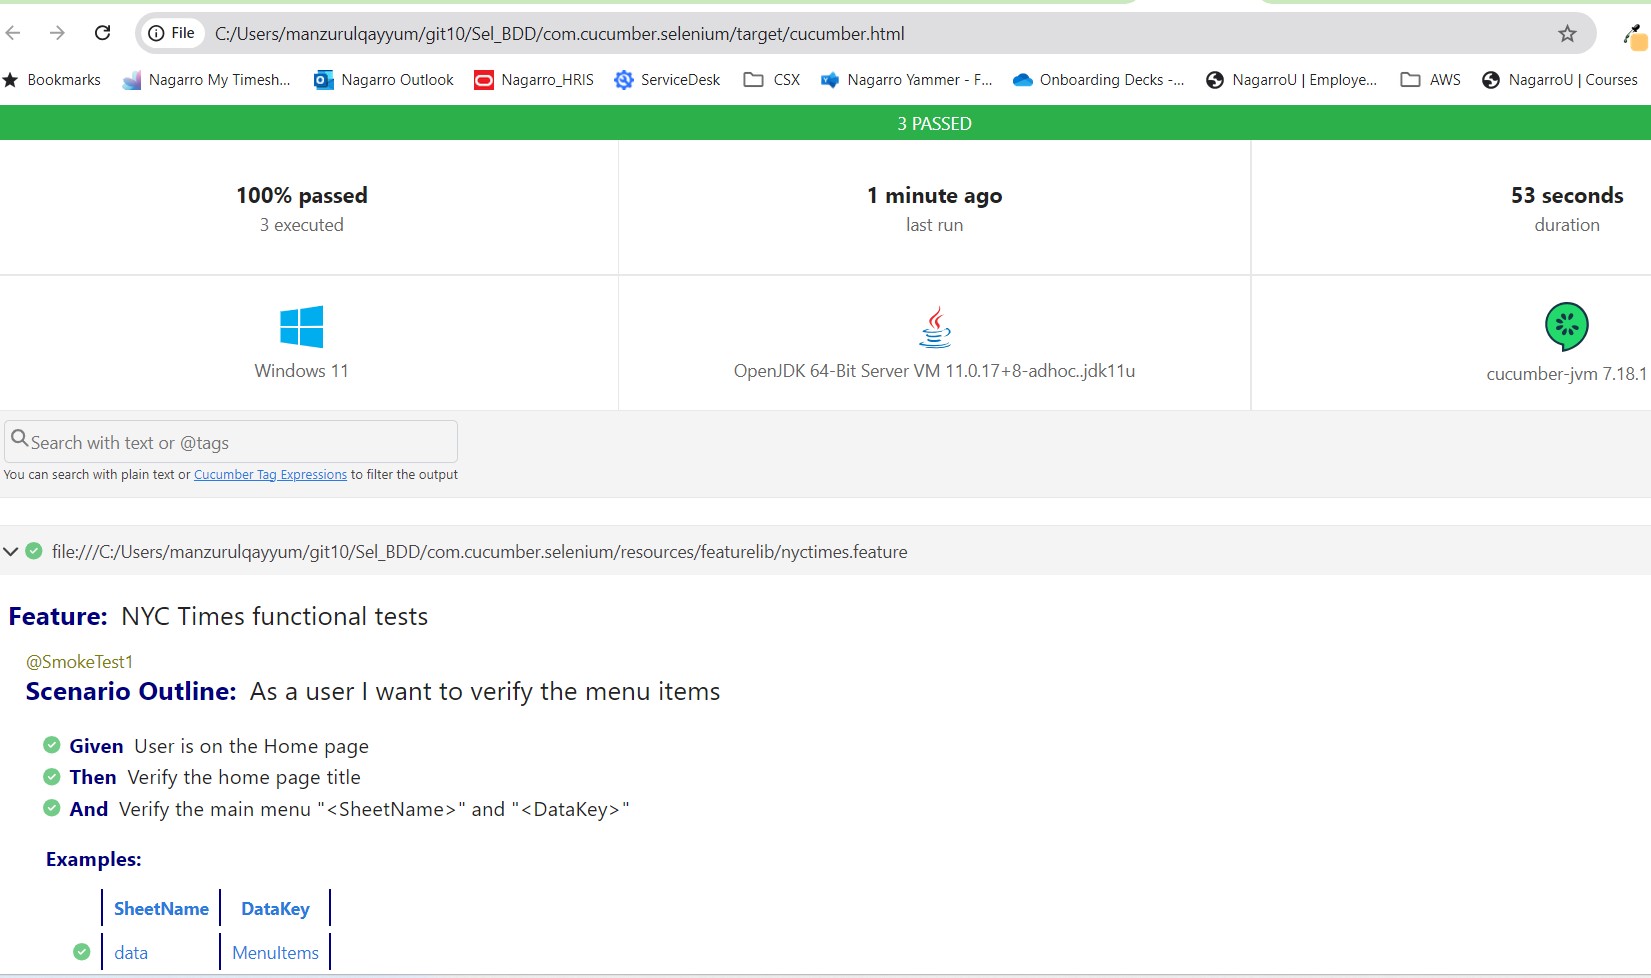 File C:/Users/manzurulqayyum/git10/Sel_BDD/com.cucumber.selenium/target/cucumber.html
Bookmarks Nagarro My Timesh... Nagarro Outlook Nagarro_HRIS ServiceDesk CSX Nagarro Yammer - F... Onboarding Decks -... NagarroU | Employe... AWS NagarroU | Courses
3 PASSED
100% passed 1 minute ago 53 seconds
3 executed last run duration
Windows 11 OpenJDK 64-Bit Server VM 11.0.17+8-adhoc..jdk11u cucumber-jvm 7.18.1
Search with text or @tags
You can search with plain text or Cucumber Tag Expressions to filter the output
file:///C:/Users/manzurulqayyum/git10/Sel_BDD/com.cucumber.selenium/resources/featurelib/nyctimes.feature
Feature: NYC Times functional tests
@SmokeTest1
Scenario Outline: As a user I want to verify the menu items
Given User is on the Home page
Then Verify the home page title
And Verify the main menu "<SheetName>" and "<DataKey>"
Examples:
SheetName DataKey
data MenuItems